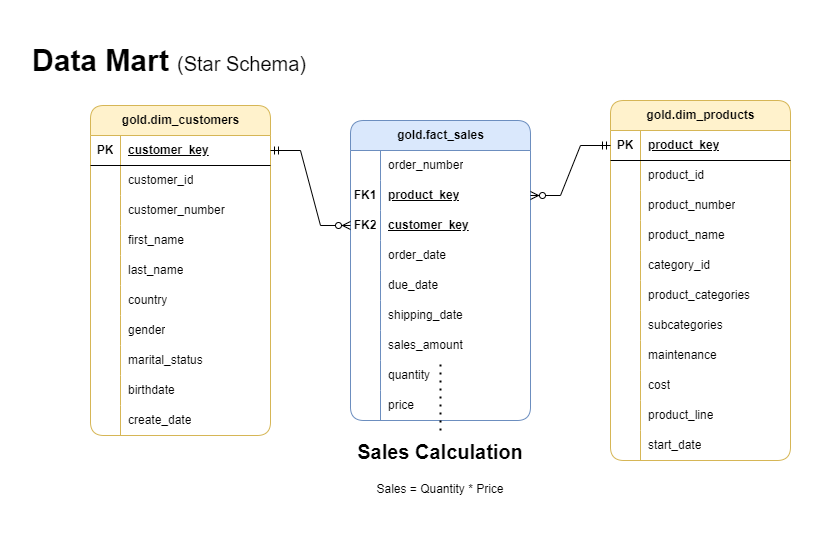 Data Mart (Star Schema)
gold.dim_customers
PK customer_key
customer_id
customer_number
first_name
last_name
country
gender
marital_status
birthdate
create_date
gold.fact_sales
order_number
FK1 product_key
FK2 customer_key
order_date
due_date
shipping_date
sales_amount
quantity
price
Sales Calculation
Sales = Quantity * Price
gold.dim_products
PK product_key
product_id
product_number
product_name
category_id
product_categories
subcategories
maintenance
cost
product_line
start_date